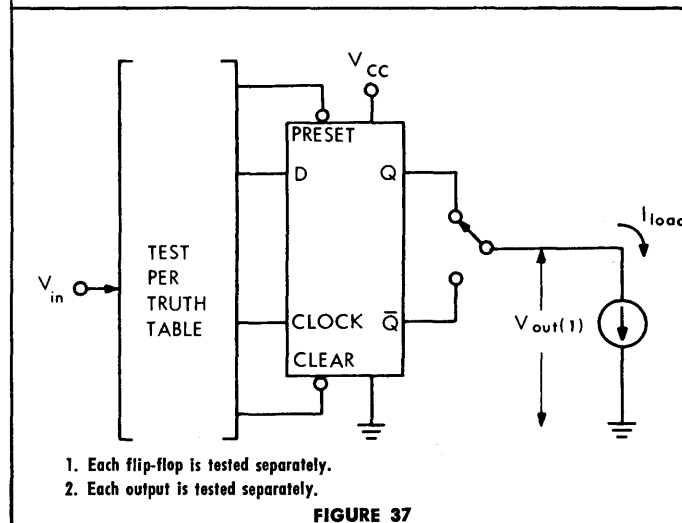 V CC
PRESET
D
Q
I load
TEST
PER
TRUTH
TABLE
V in
CLOCK
Q̅
CLEAR
V out(1)
1. Each flip-flop is tested separately.
2. Each output is tested separately.
FIGURE 37